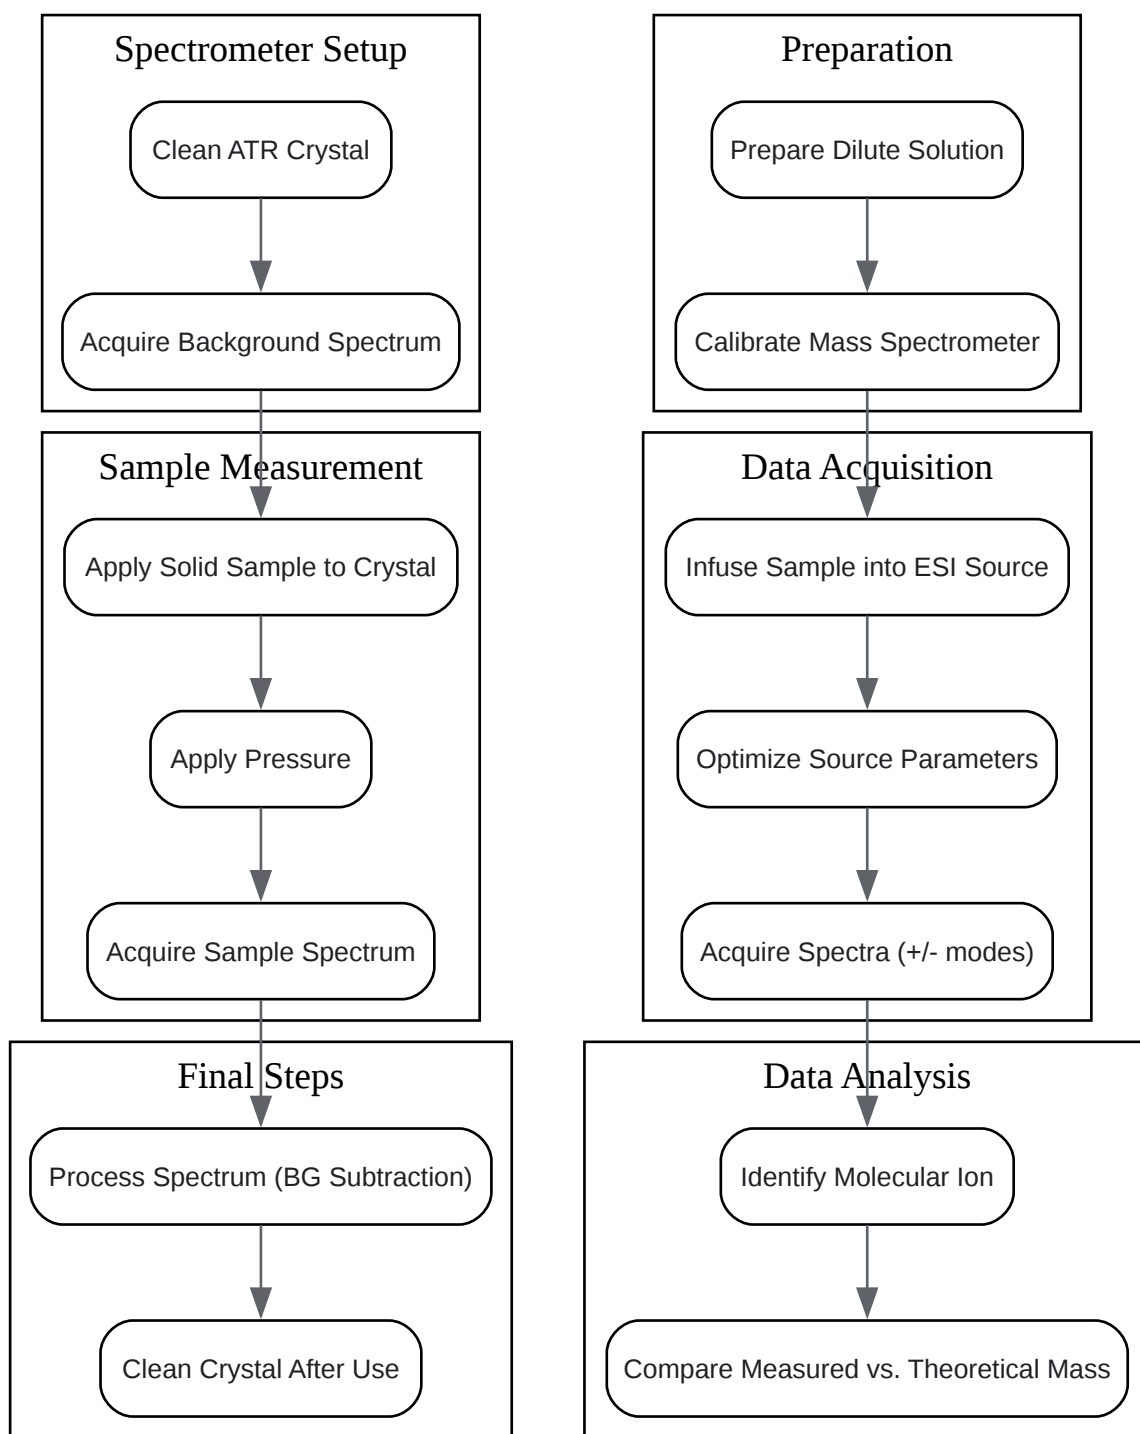 Spectrometer Setup
Clean ATR Crystal
Acquire Background Spectrum
Sample Measurement
Apply Solid Sample to Crystal
Apply Pressure
Acquire Sample Spectrum
Final Steps
Process Spectrum (BG Subtraction)
Clean Crystal After Use
Preparation
Prepare Dilute Solution
Calibrate Mass Spectrometer
Data Acquisition
Infuse Sample into ESI Source
Optimize Source Parameters
Acquire Spectra (+/- modes)
Data Analysis
Identify Molecular Ion
Compare Measured vs. Theoretical Mass